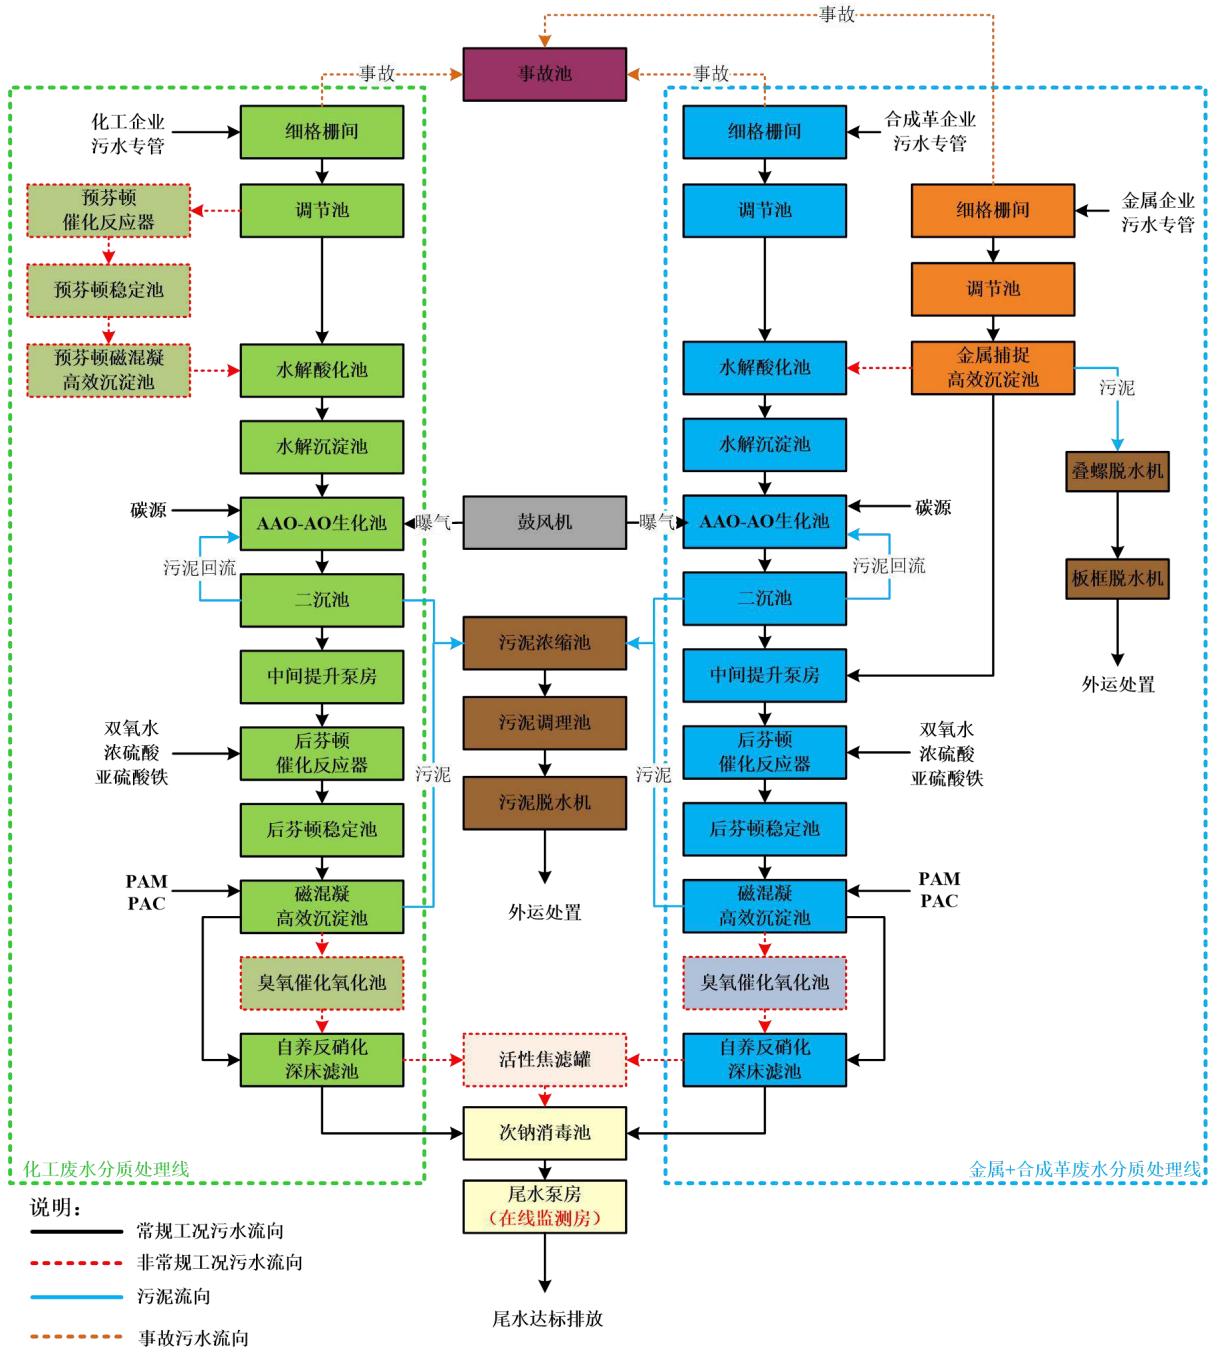 事故
事故池
事故
事故
化工企业
污水专管
细格栅间
细格栅间
合成革企业
污水专管
预芬顿
催化反应器
调节池
调节池
细格栅间
金属企业
污水专管
预芬顿稳定池
调节池
预芬顿磁混凝
高效沉淀池
水解酸化池
水解酸化池
金属捕捉
高效沉淀池
污泥
水解沉淀池
水解沉淀池
叠螺脱水机
碳源
AAO-AO生化池
曝气
鼓风机
曝气
AAO-AO生化池
碳源
污泥回流
污泥回流
板框脱水机
二沉池
二沉池
污泥浓缩池
中间提升泵房
中间提升泵房
外运处置
污泥调理池
双氧水
浓硫酸
亚硫酸铁
后芬顿
催化反应器
后芬顿
催化反应器
双氧水
浓硫酸
亚硫酸铁
污泥
污泥
污泥脱水机
后芬顿稳定池
后芬顿稳定池
PAM
PAC
磁混凝
高效沉淀池
外运处置
磁混凝
高效沉淀池
PAM
PAC
臭氧催化氧化池
臭氧催化氧化池
自养反硝化
深床滤池
活性焦滤罐
自养反硝化
深床滤池
次钠消毒池
化工废水分质处理线
金属+合成革废水分质处理线
尾水泵房
（在线监测房）
说明：
常规工况污水流向
非常规工况污水流向
污泥流向
尾水达标排放
事故污水流向